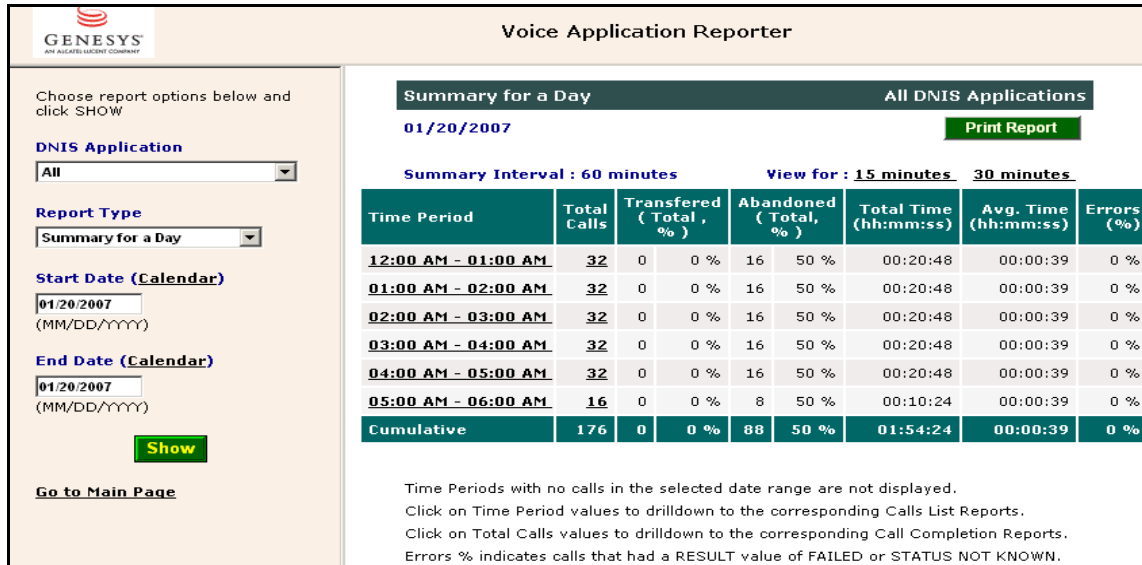 GENESYS
AN ALCATEL-LUCENT COMPANY
Voice Application Reporter
Choose report options below and
click SHOW
DNIS Application
All
Report Type
Summary for a Day
Start Date (Calendar)
01/20/2007
(MM/DD/YYYY)
End Date (Calendar)
01/20/2007
(MM/DD/YYYY)
Show
Go to Main Page
Summary for a Day All DNIS Applications
01/20/2007 Print Report
Summary Interval : 60 minutes View for : 15 minutes 30 minutes
Time Period Total Calls Transfered ( Total , % ) Abandoned ( Total, % ) Total Time (hh:mm:ss) Avg. Time (hh:mm:ss) Errors (%)
12:00 AM - 01:00 AM 32 0 0 % 16 50 % 00:20:48 00:00:39 0 %
01:00 AM - 02:00 AM 32 0 0 % 16 50 % 00:20:48 00:00:39 0 %
02:00 AM - 03:00 AM 32 0 0 % 16 50 % 00:20:48 00:00:39 0 %
03:00 AM - 04:00 AM 32 0 0 % 16 50 % 00:20:48 00:00:39 0 %
04:00 AM - 05:00 AM 32 0 0 % 16 50 % 00:20:48 00:00:39 0 %
05:00 AM - 06:00 AM 16 0 0 % 8 50 % 00:10:24 00:00:39 0 %
Cumulative 176 0 0 % 88 50 % 01:54:24 00:00:39 0 %
Time Periods with no calls in the selected date range are not displayed.
Click on Time Period values to drilldown to the corresponding Calls List Reports.
Click on Total Calls values to drilldown to the corresponding Call Completion Reports.
Errors % indicates calls that had a RESULT value of FAILED or STATUS NOT KNOWN.